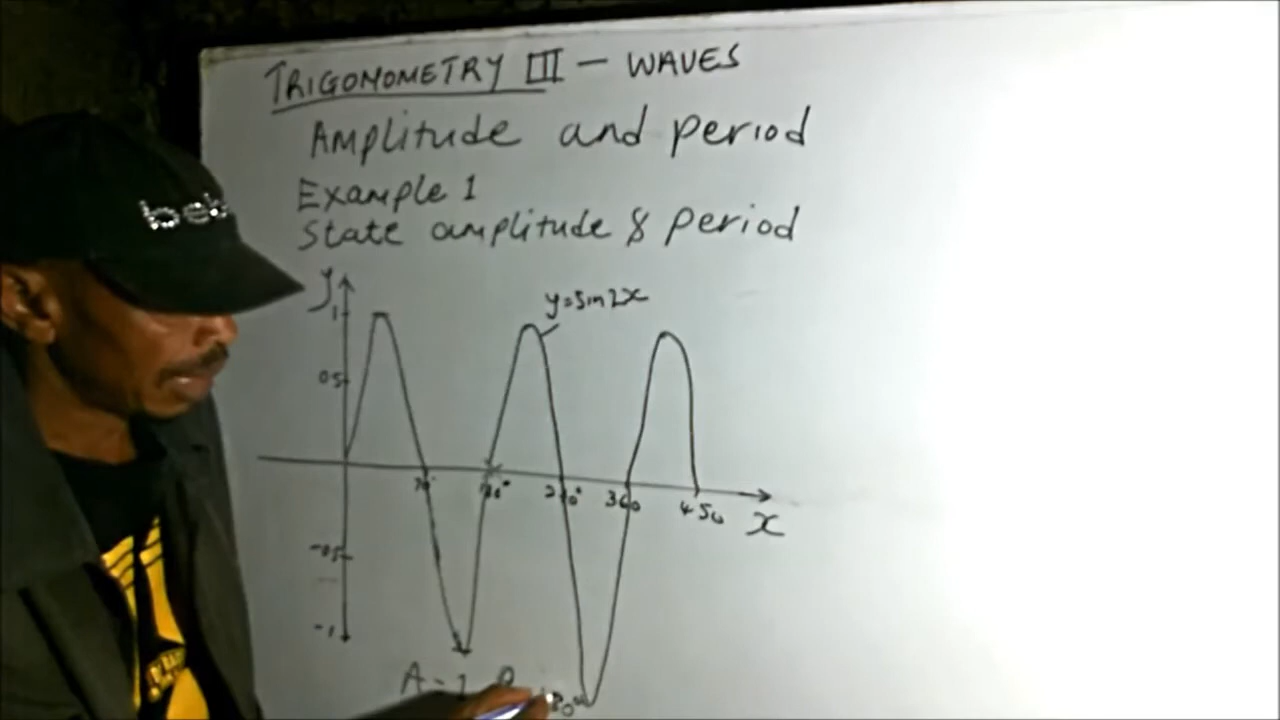 TRIGONOMETRY III — WAVES
Amplitude and period
Example 1
State amplitude & period
y
y=sin2x
1
0.5
180° 270° 360 450
x
-0.5
-1
A = 1